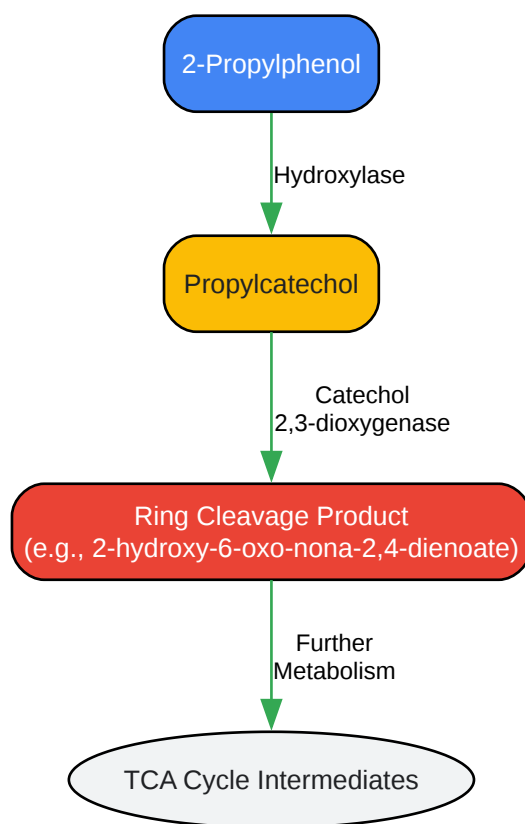 2-Propylphenol
Hydroxylase
Propylcatechol
Catechol
2,3-dioxygenase
Ring Cleavage Product
(e.g., 2-hydroxy-6-oxo-nona-2,4-dienoate)
Further
Metabolism
TCA Cycle Intermediates